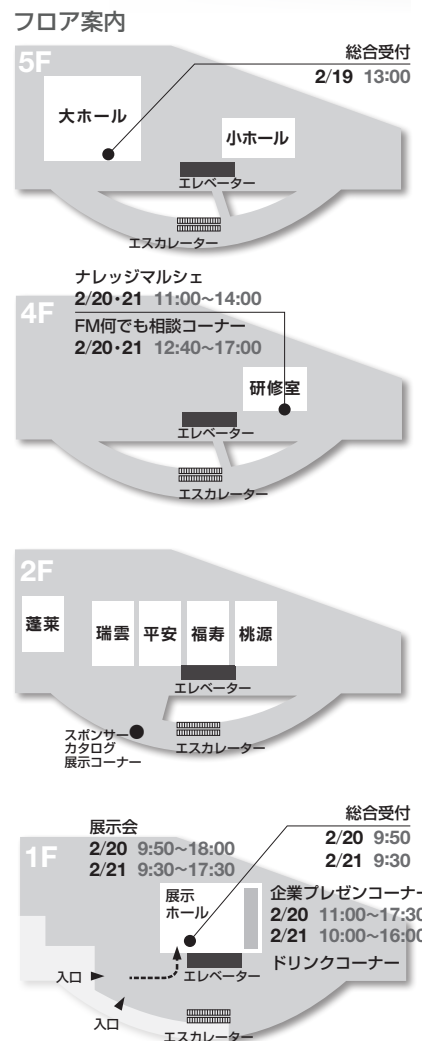 フロア案内
5F
総合受付
2/19 13:00
大ホール
小ホール
エレベーター
エスカレーター
ナレッジマルシェ
2/20・21 11:00~14:00
4F
FM何でも相談コーナー
2/20・21 12:40~17:00
研修室
エレベーター
エスカレーター
2F
蓬莱
瑞雲
平安
福寿
桃源
エレベーター
スポンサー
カタログ
展示コーナー
エスカレーター
総合受付
2/20 9:50
2/21 9:30
展示会
2/20 9:50~18:00
2/21 9:30~17:30
1F
展示
ホール
企業プレゼンコーナー
2/20 11:00~17:30
2/21 10:00~16:00
ドリンクコーナー
入口
エレベーター
入口
エスカレーター